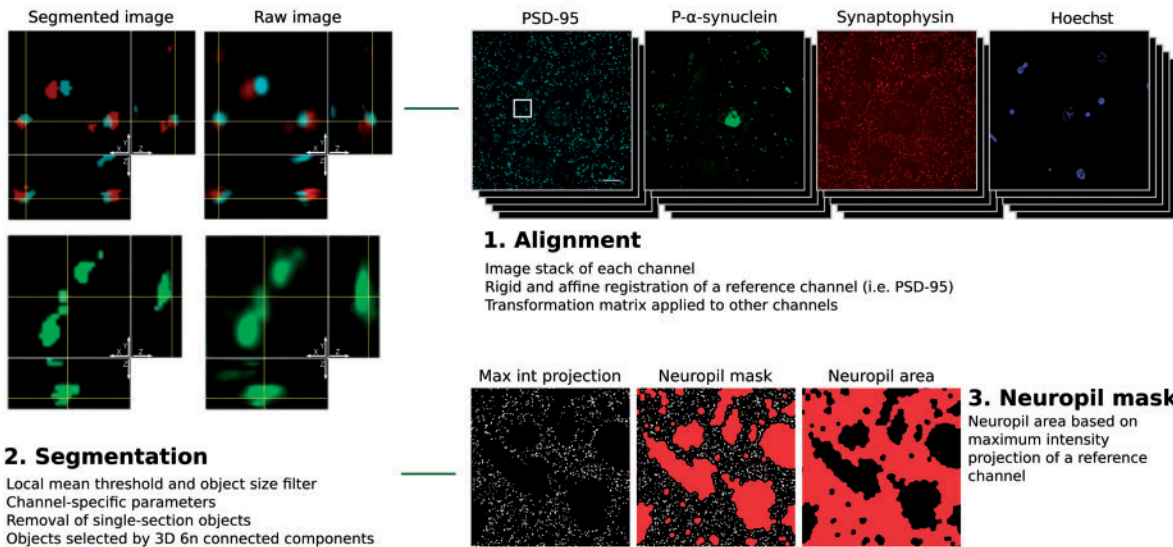 Segmented image
Raw image
PSD-95
P-α-synuclein
Synaptophysin
Hoechst
1. Alignment
Image stack of each channel
Rigid and affine registration of a reference channel (i.e. PSD-95)
Transformation matrix applied to other channels
2. Segmentation
Local mean threshold and object size filter
Channel-specific parameters
Removal of single-section objects
Objects selected by 3D 6n connected components
Max int projection
Neuropil mask
Neuropil area
3. Neuropil mask
Neuropil area based on
maximum intensity
projection of a reference
channel